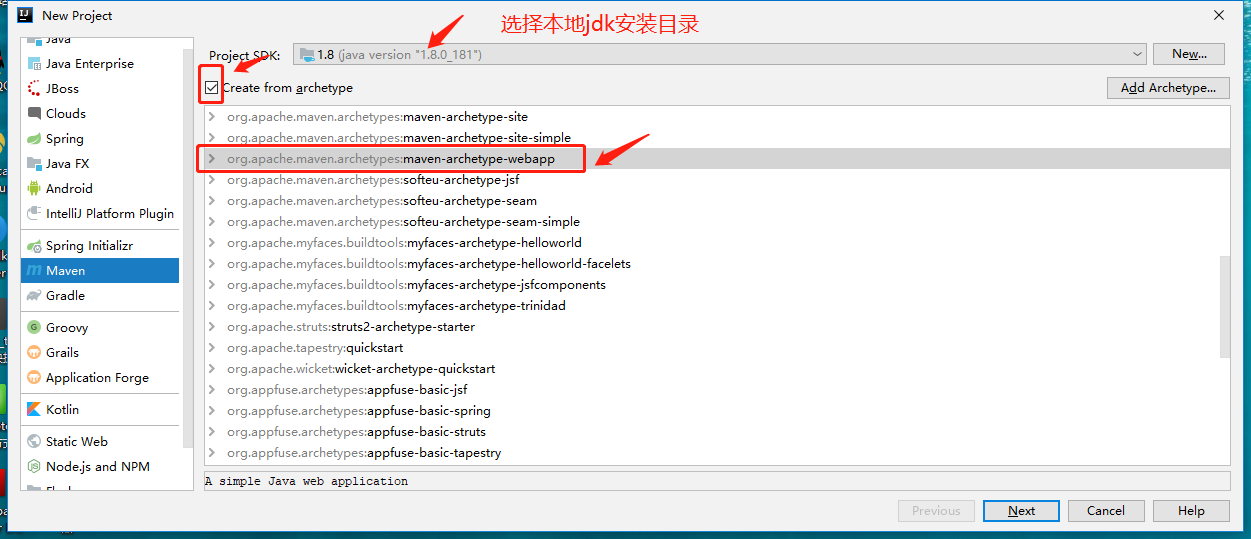 New Project
选择本地jdk安装目录
Java
Java Enterprise
JBoss
Clouds
Spring
Java FX
Android
IntelliJ Platform Plugin
Spring Initializr
Maven
Gradle
Groovy
Grails
Application Forge
Kotlin
Static Web
Node.js and NPM
Project SDK:
1.8 (java version "1.8.0_181")
New...
Create from archetype
Add Archetype...
org.apache.maven.archetypes:maven-archetype-site
org.apache.maven.archetypes:maven-archetype-site-simple
org.apache.maven.archetypes:maven-archetype-webapp
org.apache.maven.archetypes:softeu-archetype-jsf
org.apache.maven.archetypes:softeu-archetype-seam
org.apache.maven.archetypes:softeu-archetype-seam-simple
org.apache.myfaces.buildtools:myfaces-archetype-helloworld
org.apache.myfaces.buildtools:myfaces-archetype-helloworld-facelets
org.apache.myfaces.buildtools:myfaces-archetype-jsfcomponents
org.apache.myfaces.buildtools:myfaces-archetype-trinidad
org.apache.struts:struts2-archetype-starter
org.apache.tapestry:quickstart
org.apache.wicket:wicket-archetype-quickstart
org.appfuse.archetypes:appfuse-basic-jsf
org.appfuse.archetypes:appfuse-basic-spring
org.appfuse.archetypes:appfuse-basic-struts
org.appfuse.archetypes:appfuse-basic-tapestry
A simple Java web application
Previous
Next
Cancel
Help